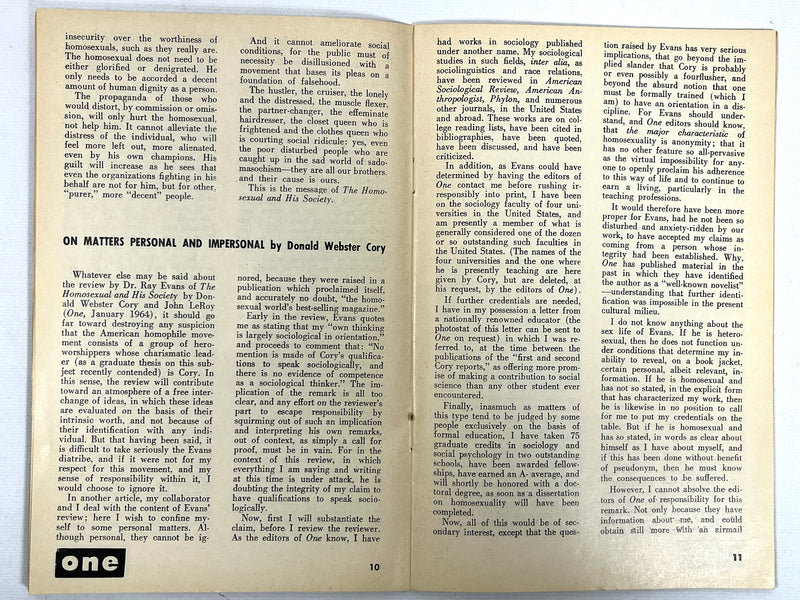 insecurity over the worthiness of
homosexuals, such as they really are.
The homosexual does not need to be
either glorified or denigrated. He
only needs to be accorded a decent
amount of human dignity as a person.
The propaganda of those who
would distort, by commission or omis-
sion, will only hurt the homosexual.
not help him. It cannot alleviate the
distress of the individual, who will
feel more left out, more alienated,
even by his own champions. His
guilt will increase as he sees that
even the organizations fighting in his
behalf are not for him, but for other,
"purer," more "decent" people.
And it cannot ameliorate social
conditions, for the public must of
necessity be disillusioned with a
movement that bases its pleas on a
foundation of falsehood.
The hustler, the cruiser, the lonely
and the distressed, the muscle flexer,
the partner-changer, the effeminate
hairdresser, the closet queen who is
frightened and the clothes queen who
is courting social ridicule: yes, even
the poor disturbed people who are
caught up in the sad world of sado-
masochism—they are all our brothers.
and their cause is ours.
This is the message of The Homo-
sexual and His Society.
ON MATTERS PERSONAL AND IMPERSONAL by Donald Webster Cory
Whatever else may be said about
the review by Dr. Ray Evans of The
Homosexual and His Society by Don-
ald Webster Cory and John LeRoy
(One, January 1964), it should go
far toward destroying any suspicion
that the American homophile move-
ment consists of a group of hero-
worshippers whose charismatic lead-
er (as a graduate thesis on this sub-
ject recently contended) is Cory. In
this sense, the review will contribute
toward an atmosphere of a free inter-
change of ideas, in which these ideas
are evaluated on the basis of their
intrinsic worth, and not because of
their identification with any indi-
vidual. But that having been said, it
is difficult to take seriously the Evans
diatribe, and if it were not for my
respect for this movement, and my
sense of responsibility within it, I
would choose to ignore it.
In another article, my collaborator
and I deal with the content of Evans'
review; here I wish to confine my-
self to some personal matters. Al-
though personal, they cannot be ig-
nored, because they were raised in a
publication which proclaimed itself,
and accurately no doubt, "the homo-
sexual world's best-selling magazine."
Early in the review, Evans quotes
me as stating that my "own thinking
is largely sociological in orientation,"
and proceeds to comment that: "No
mention is made of Cory's qualifica-
tions to speak sociologically, and
there is no evidence of competence
as a sociological thinker." The im-
plication of the remark is all too
clear, and any effort on the reviewer's
part to escape responsibility by
squirming out of such an implication
and interpreting his own remarks,
out of context, as simply a call for
proof, must be in vain. For in the
context of this review, in which
everything I am saying and writing
at this time is under attack, he is
doubting the integrity of my claim to
have qualifications to speak socio-
logically.
Now, first I will substantiate the
claim, before I review the reviewer.
As the editors of One know, I have
one
10
had works in sociology published
under another name. My sociological
studies in such fields, inter alia, as
sociolinguistics and race relations,
have been reviewed in American
Sociological Review, American An-
thropologist, Phylon, and numerous
other journals, in the United States
and abroad. These works are on col-
lege reading lists, have been cited in
bibliographies, have been quoted,
have been discussed, and have been
criticized.
In addition, as Evans could have
determined by having the editors of
One contact me before rushing ir-
responsibly into print, I have been
on the sociology faculty of four uni-
versities in the United States, and
am presently a member of what is
generally considered one of the dozen
or so outstanding such faculties in
the United States. (The names of the
four universities and the one where
he is presently teaching are here
given by Cory, but are deleted, at
his request, by the editors of One).
If further credentials are needed,
I have in my possession a letter from
a nationally renowned educator (the
photostat of this letter can be sent to
One on request) in which I was re-
ferred to, at the time between the
publications of the "first and second
Cory reports," as offering more prom-
ise of making a contribution to social
science than any other student ever
encountered.
Finally, inasmuch as matters of
this type tend to be judged by some
people exclusively on the basis of
formal education, I have taken 75
graduate credits in sociology and
social psychology in two outstanding
schools, have been awarded fellow-
ships, have earned an A- average, and
will shortly be honored with a doc-
toral degree, as soon as a dissertation
on homosexuality will have been
completed.
Now, all of this would be of sec-
ondary interest, except that the ques-
tion raised by Evans has very serious
implications, that go beyond the im-
plied slander that Cory is probably
or even possibly a fourflusher, and
beyond the absurd notion that one
must be formally trained (which I
am) to have an orientation in a dis-
cipline. For Evans should under-
stand, and One editors should know,
that the major characteristic of
homosexuality is anonymity; that it
has no other feature so all-pervasive
as the virtual impossibility for any-
one to openly proclaim his adherence
to this way of life and to continue to
earn a living, particularly in the
teaching professions.
It would therefore have been more
proper for Evans, had he not been so
disturbed and anxiety-ridden by our
work, to have accepted my claims as
coming from a person whose in-
tegrity had been established. Why,
One has published material in the
past in which they have identified
the author as a "well-known novelist"
—understanding that further identi-
fication was impossible in the present
cultural milieu.
I do not know anything about the
sex life of Evans. If he is hetero-
sexual, then he does not function un-
der conditions that determine my in-
ability to reveal, on a book jacket,
certain personal, albeit relevant, in-
formation. If he is homosexual and
has not so stated, in the explicit form
that has characterized my work, then
he is likewise in no position to call
for me to put my credentials on the
table. But if he is homosexual and
has so stated, in words as clear about
himself as I have about myself, and
if this has been done without benefit
of pseudonym, then he must know
the consequences to be suffered.
However, I cannot absolve the edi-
tors of One of responsibility for this
remark. Not only because they have
information about me, and could
obtain still more with an airmail
11